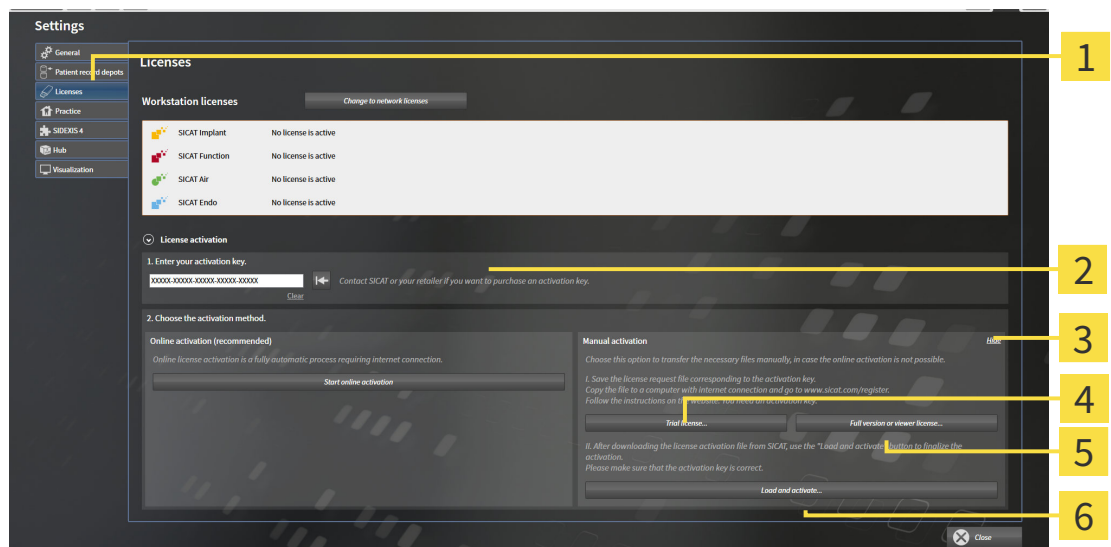 Settings
General
Patient record depots
Licenses
Practice
SIDEXIS 4
Hub
Visualization
Licenses
Workstation licenses
Change to network licenses
SICAT Implant No license is active
SICAT Function No license is active
SICAT Air No license is active
SICAT Endo No license is active
License activation
1. Enter your activation key.
XXXXX-XXXXX-XXXXX-XXXXX-XXXXX
Contact SICAT or your retailer if you want to purchase an activation key.
Clear
2. Choose the activation method.
Online activation (recommended)
Online license activation is a fully automatic process requiring internet connection.
Start online activation
Manual activation
Hide
Choose this option to transfer the necessary files manually, in case the online activation is not possible.
I. Save the license request file corresponding to the activation key.
Copy the file to a computer with internet connection and go to www.sicat.com/register.
Follow the instructions on the website. You need an activation key.
Trial license...
Full version or viewer license...
II. After downloading the license activation file from SICAT, use the "Load and activate" button to finalize the
activation.
Please make sure that the activation key is correct.
Load and activate...
Close
1
2
3
4
5
6